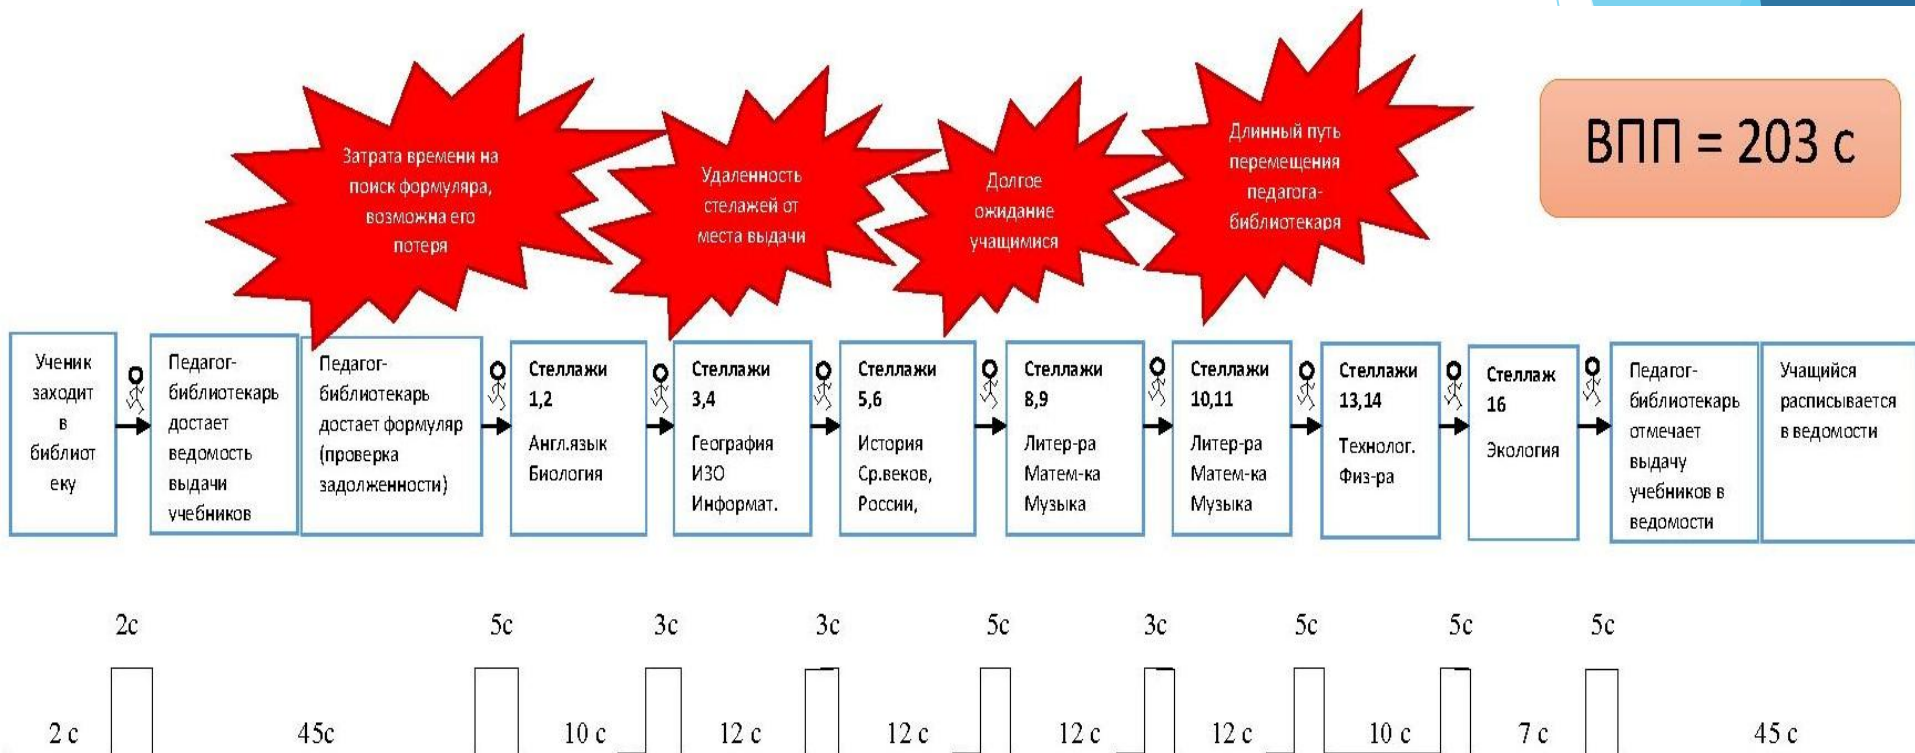 Затрата времени на
поиск формуляра,
возможна его
потеря
Удаленность
стелажей от
места выдачи
Долгое
ожидание
учащимися
Длинный путь
перемещения
педагога-
библиотекаря
ВПП = 203 с
Ученик
заходит
в
библиот
еку
Педагог-
библиотекарь
достает
ведомость
выдачи
учебников
Педагог-
библиотекарь
достает формуляр
(проверка
задолженности)
Стеллажи
1,2
Англ.язык
Биология
Стеллажи
3,4
География
ИЗО
Информат.
Стеллажи
5,6
История
Ср.веков,
России,
Стеллажи
8,9
Литер-ра
Матем-ка
Музыка
Стеллажи
10,11
Литер-ра
Матем-ка
Музыка
Стеллажи
13,14
Технолог.
Физ-ра
Стеллаж
16
Экология
Педагог-
библиотекарь
отмечает
выдачу
учебников в
ведомости
Учащийся
расписывается
в ведомости
2с 5с 3с 3с 5с 3с 5с 5с 5с
2 с 45с 10 с 12 с 12 с 12 с 12 с 10 с 7 с 45 с